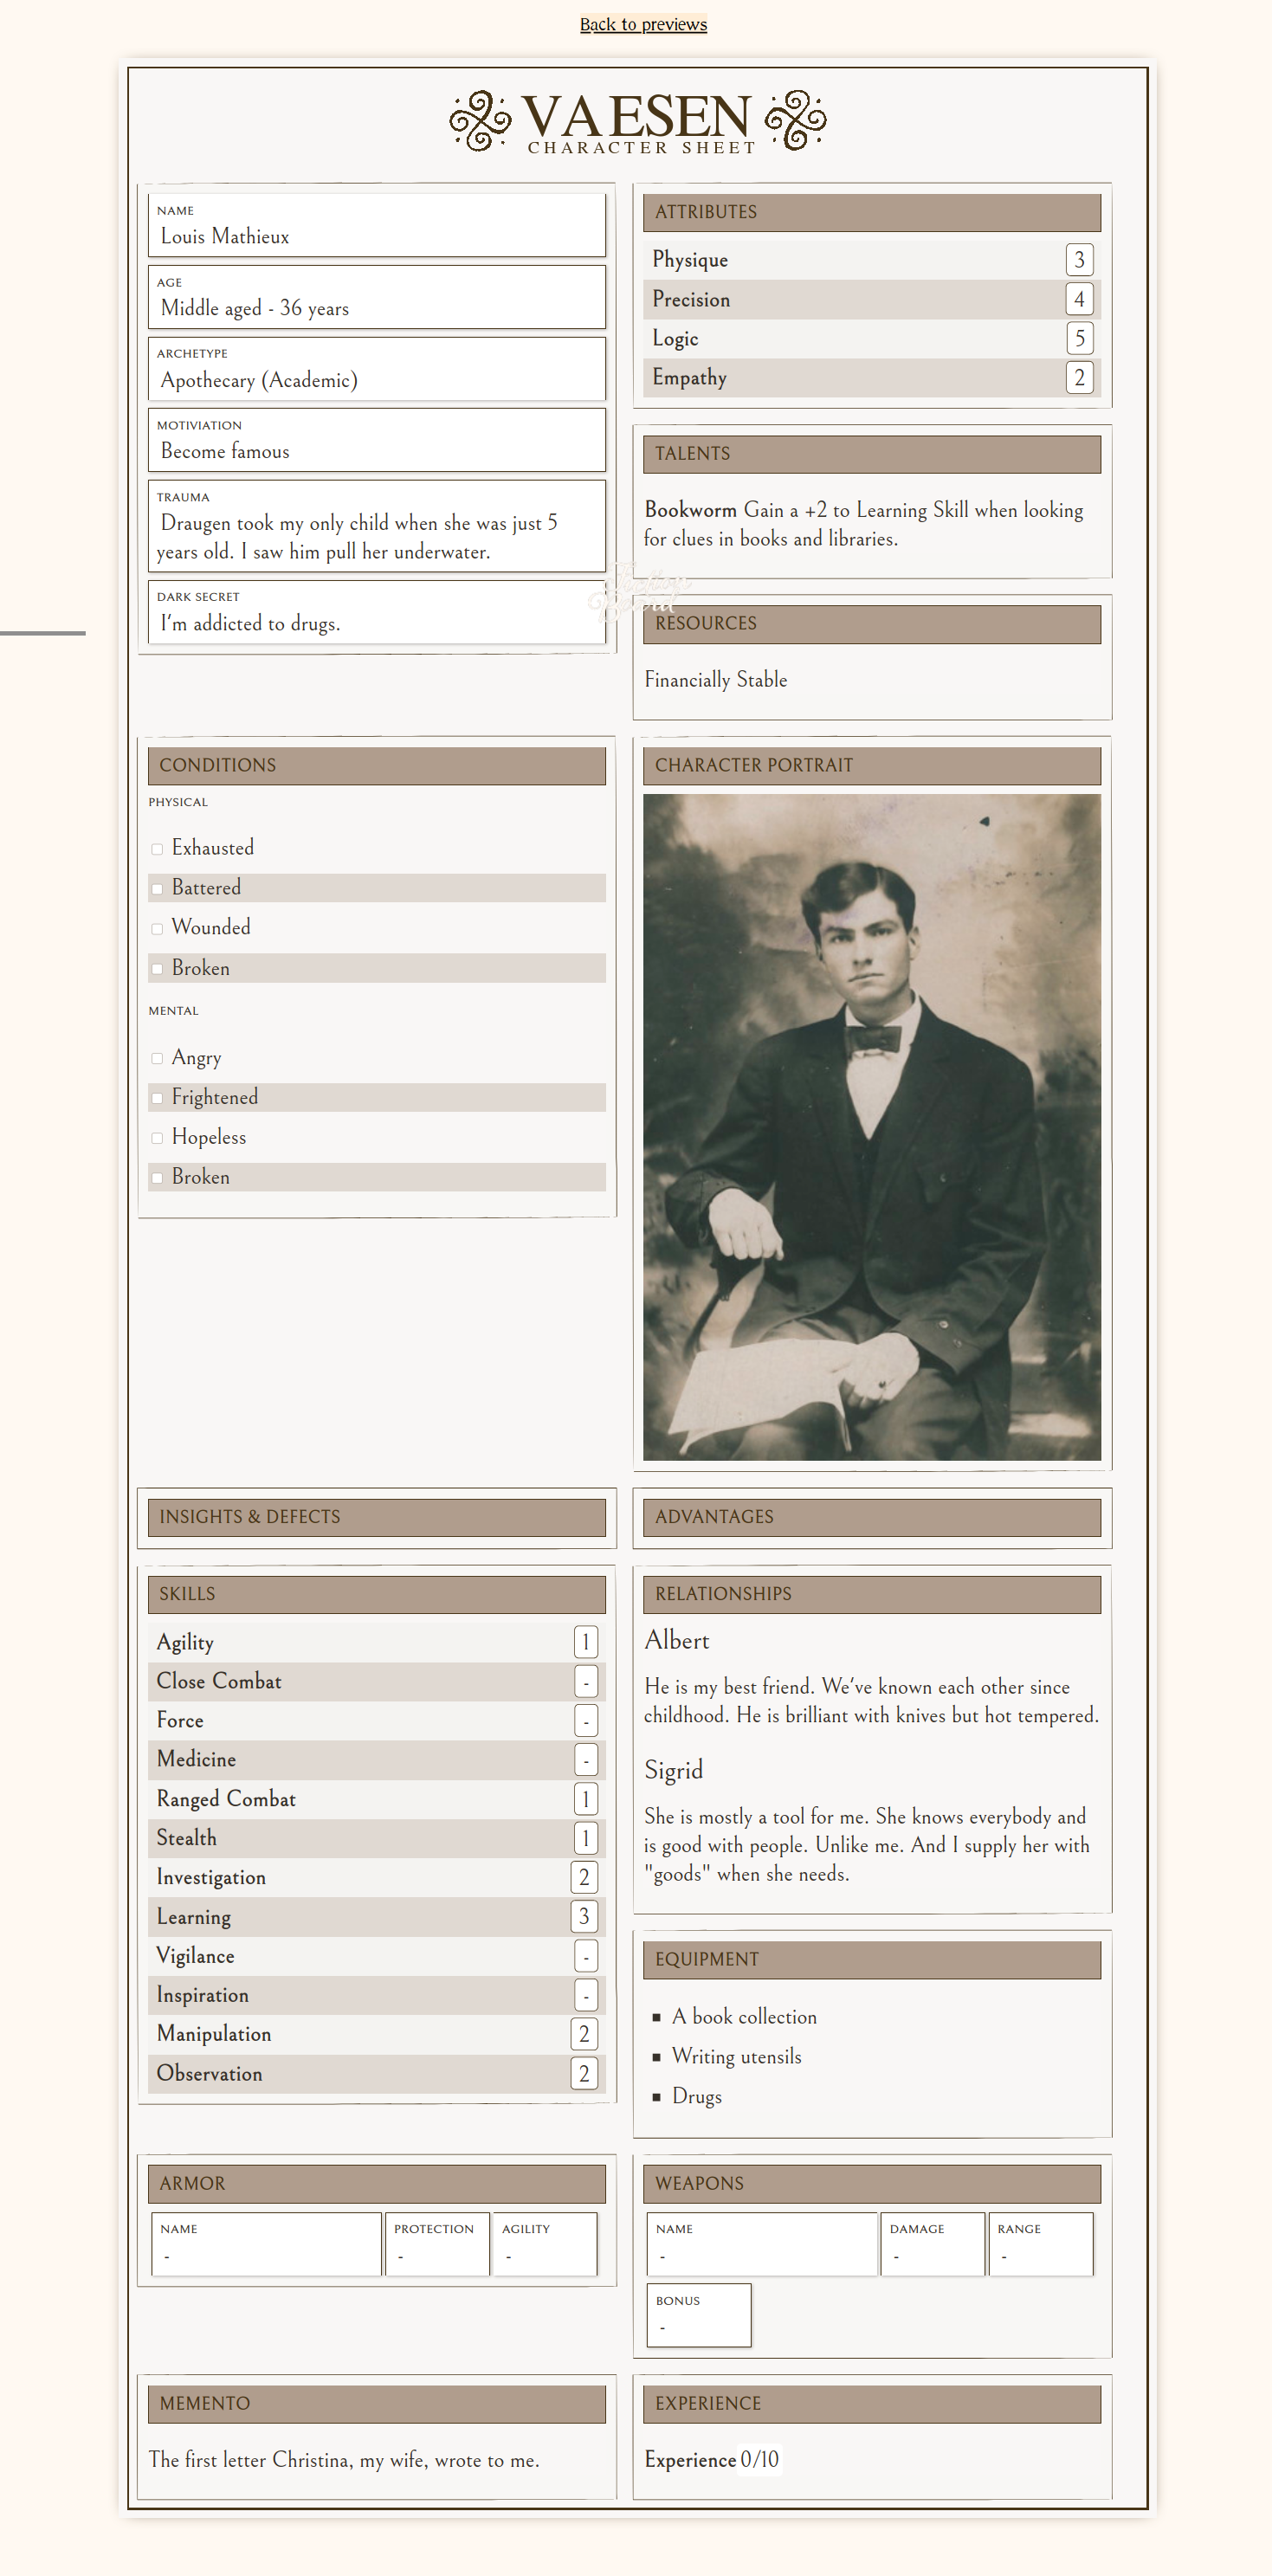 Back to previews
VAESEN
CHARACTER SHEET
NAME
Louis Mathieux
AGE
Middle aged - 36 years
ARCHETYPE
Apothecary (Academic)
MOTIVIATION
Become famous
TRAUMA
Draugen took my only child when she was just 5
years old. I saw him pull her underwater.
DARK SECRET
I'm addicted to drugs.
ATTRIBUTES
Physique 3
Precision 4
Logic 5
Empathy 2
TALENTS
Bookworm Gain a +2 to Learning Skill when looking
for clues in books and libraries.
RESOURCES
Financially Stable
CONDITIONS
PHYSICAL
Exhausted
Battered
Wounded
Broken
MENTAL
Angry
Frightened
Hopeless
Broken
CHARACTER PORTRAIT
INSIGHTS & DEFECTS
ADVANTAGES
SKILLS
Agility 1
Close Combat -
Force -
Medicine -
Ranged Combat 1
Stealth 1
Investigation 2
Learning 3
Vigilance -
Inspiration -
Manipulation 2
Observation 2
RELATIONSHIPS
Albert
He is my best friend. We've known each other since
childhood. He is brilliant with knives but hot tempered.
Sigrid
She is mostly a tool for me. She knows everybody and
is good with people. Unlike me. And I supply her with
"goods" when she needs.
EQUIPMENT
A book collection
Writing utensils
Drugs
ARMOR
NAME PROTECTION AGILITY
- - -
WEAPONS
NAME DAMAGE RANGE
- - -
BONUS
-
MEMENTO
The first letter Christina, my wife, wrote to me.
EXPERIENCE
Experience 0/10